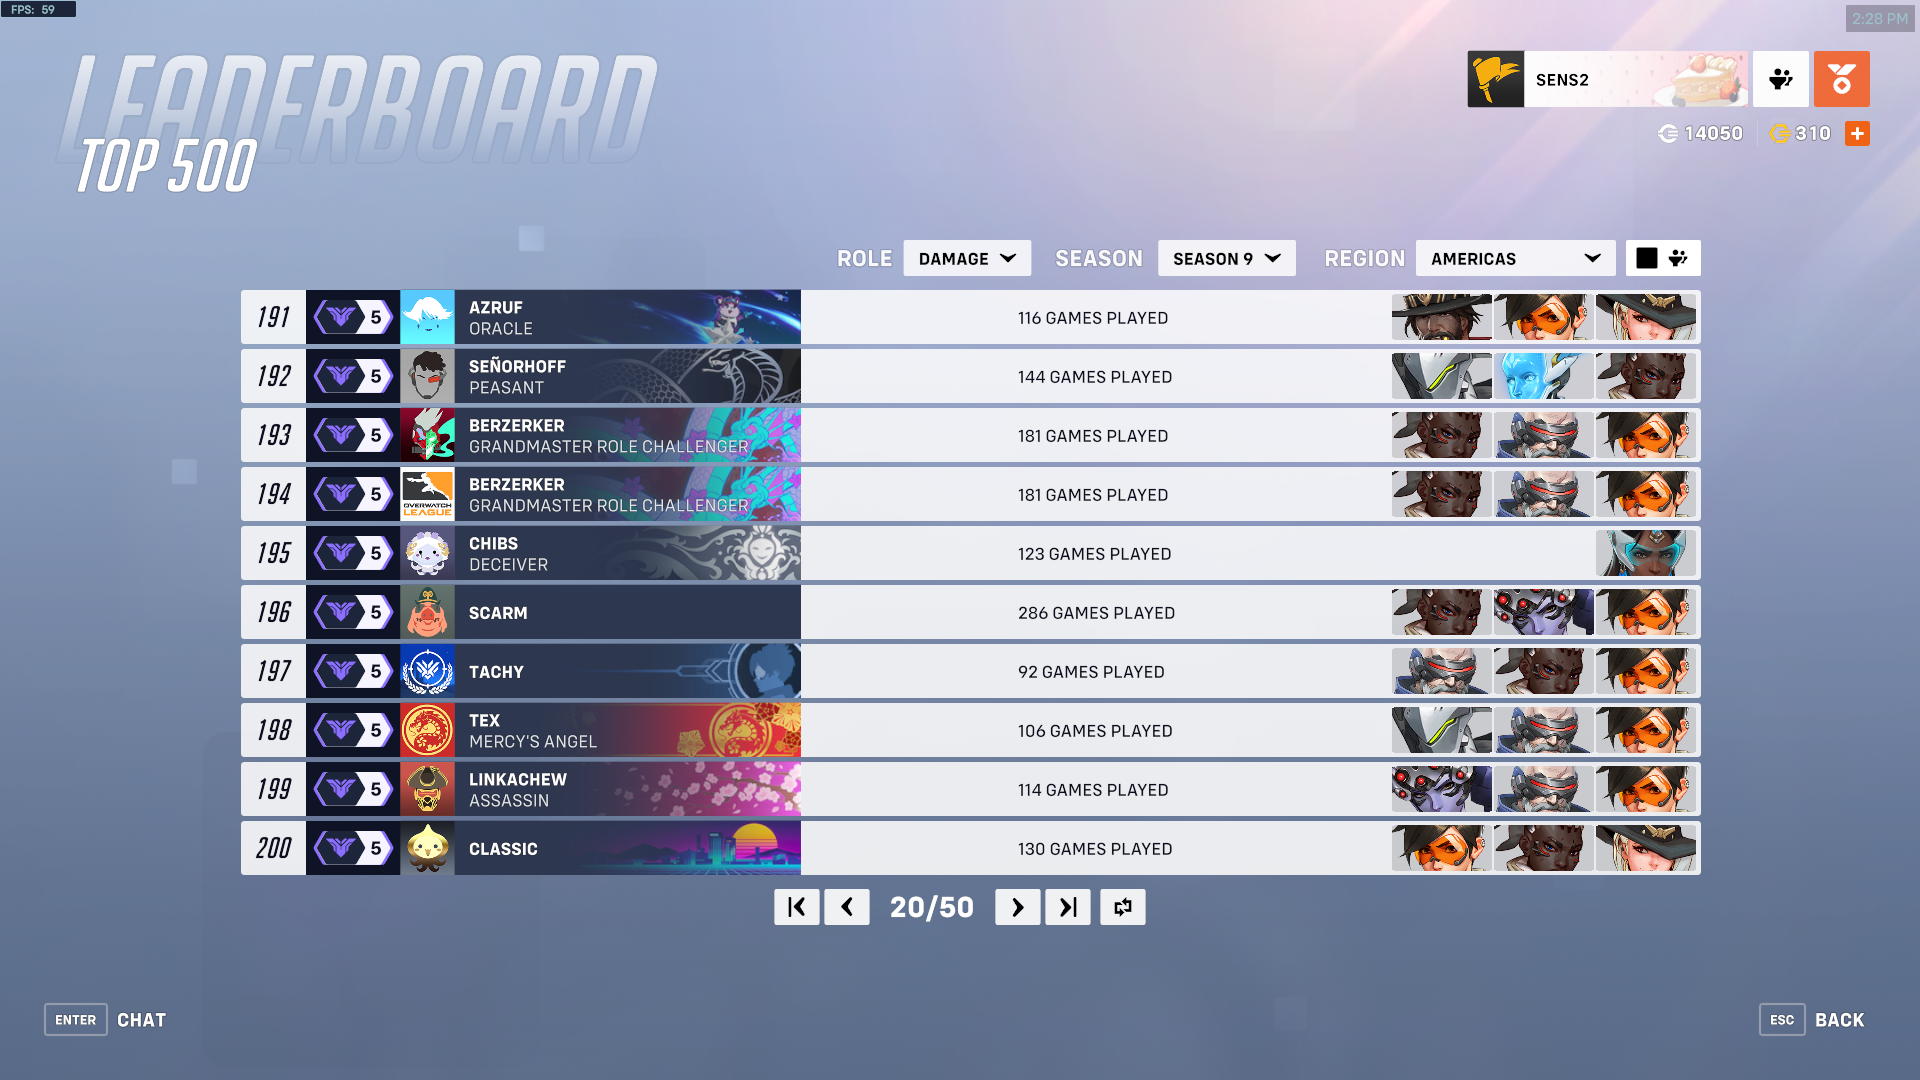 FPS: 59
2:28 PM
LEADERBOARD
TOP 500
SENS2
14050
310
ROLE DAMAGE SEASON SEASON 9 REGION AMERICAS
191 5 AZRUF 116 GAMES PLAYED
ORACLE
192 5 SEÑORHOFF 144 GAMES PLAYED
PEASANT
193 5 BERZERKER 181 GAMES PLAYED
GRANDMASTER ROLE CHALLENGER
194 5 BERZERKER 181 GAMES PLAYED
GRANDMASTER ROLE CHALLENGER
OVERWATCH
LEAGUE
195 5 CHIBS 123 GAMES PLAYED
DECEIVER
196 5 SCARM 286 GAMES PLAYED
197 5 TACHY 92 GAMES PLAYED
198 5 TEX 106 GAMES PLAYED
MERCY'S ANGEL
199 5 LINKACHEW 114 GAMES PLAYED
ASSASSIN
200 5 CLASSIC 130 GAMES PLAYED
20/50
ENTER CHAT
ESC BACK